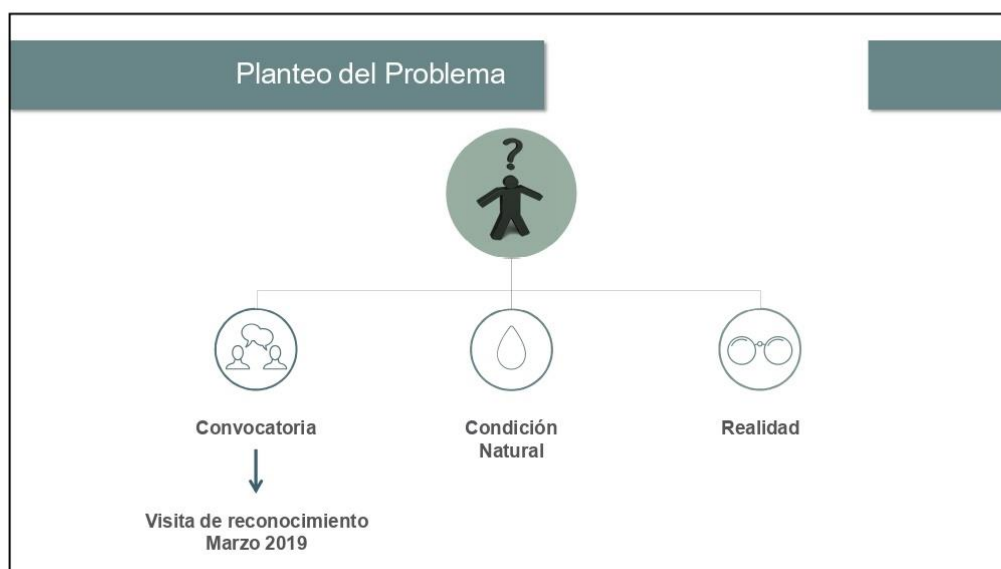 Planteo del Problema
?
Convocatoria
Condición
Natural
Realidad
Visita de reconocimiento
Marzo 2019